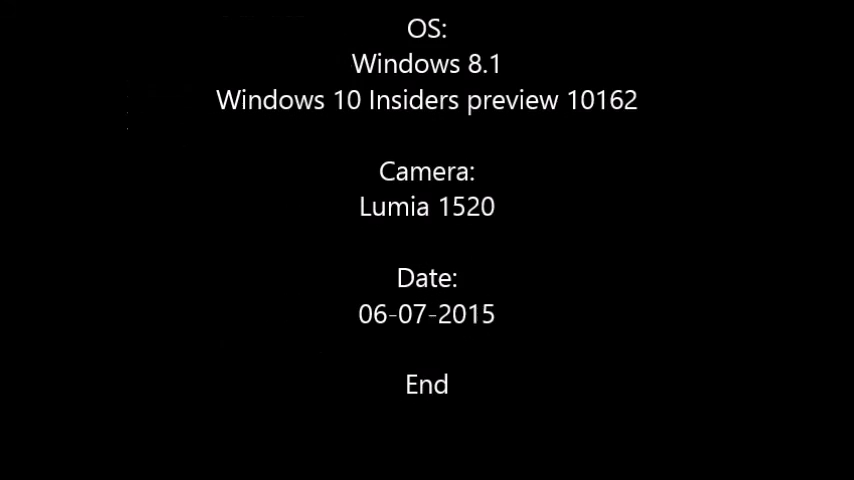 OS:
Windows 8.1
Windows 10 Insiders preview 10162
Camera:
Lumia 1520
Date:
06-07-2015
End